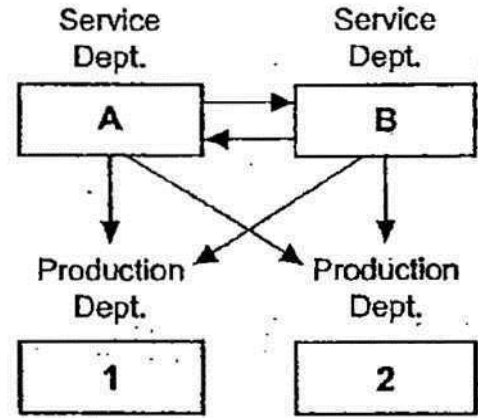 Service Dept.
Service Dept.
A
B
Production Dept.
Production Dept.
1
2